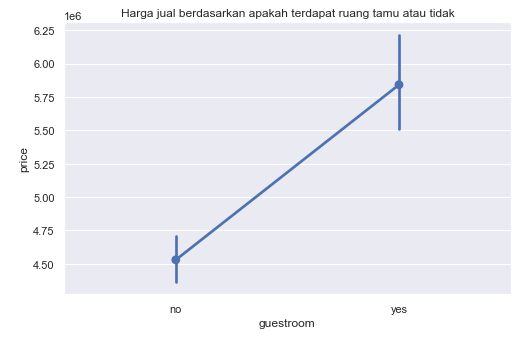 Harga jual berdasarkan apakah terdapat ruang tamu atau tidak
1e6
6.25
6.00
5.75
5.50
5.25
5.00
4.75
4.50
price
no
yes
guestroom